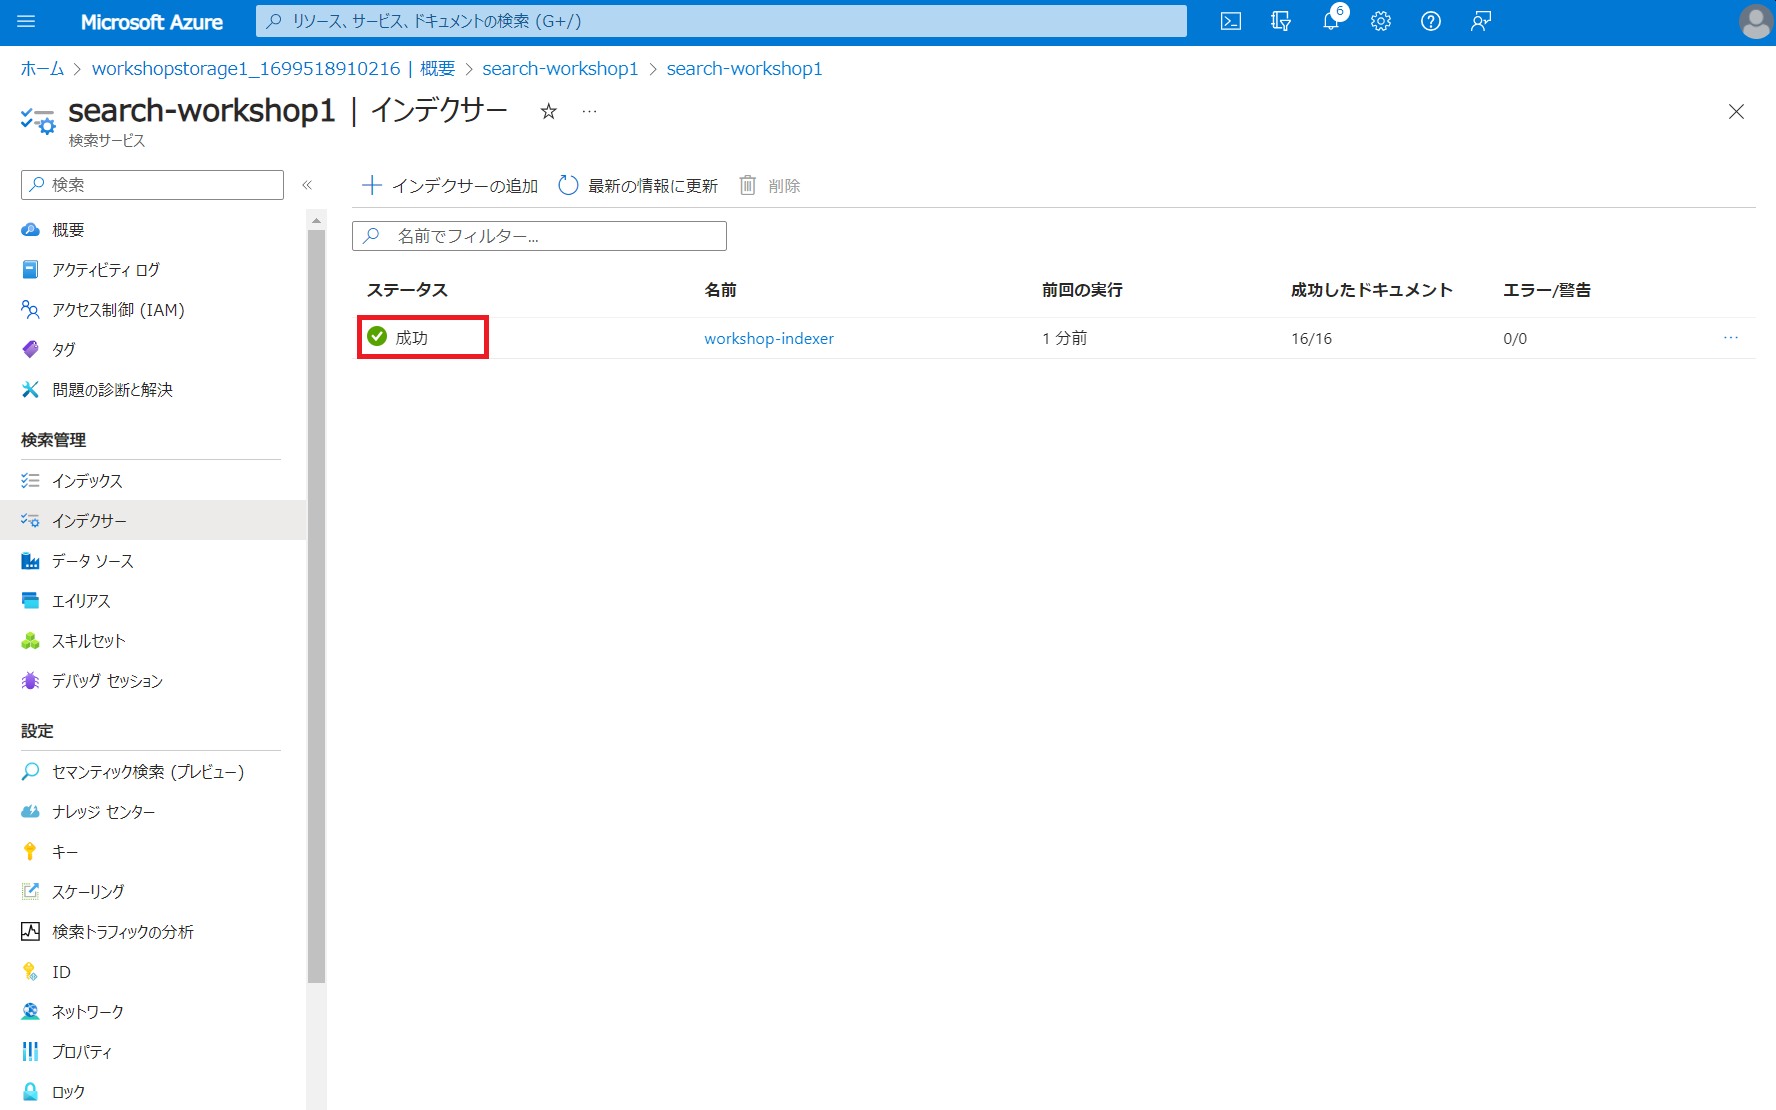 Microsoft Azure
リソース、サービス、ドキュメントの検索 (G+/)
6
ホーム > workshopstorage1_1699518910216 | 概要 > search-workshop1 > search-workshop1
search-workshop1 | インデクサー ☆ …
検索サービス
検索
«
インデクサーの追加
最新の情報に更新
削除
概要
アクティビティ ログ
アクセス制御 (IAM)
タグ
問題の診断と解決
検索管理
インデックス
インデクサー
データ ソース
エイリアス
スキルセット
デバッグ セッション
設定
セマンティック検索 (プレビュー)
ナレッジ センター
キー
スケーリング
検索トラフィックの分析
ID
ネットワーク
プロパティ
ロック
名前でフィルター...
ステータス 名前 前回の実行 成功したドキュメント エラー/警告
成功 workshop-indexer 1 分前 16/16 0/0 …